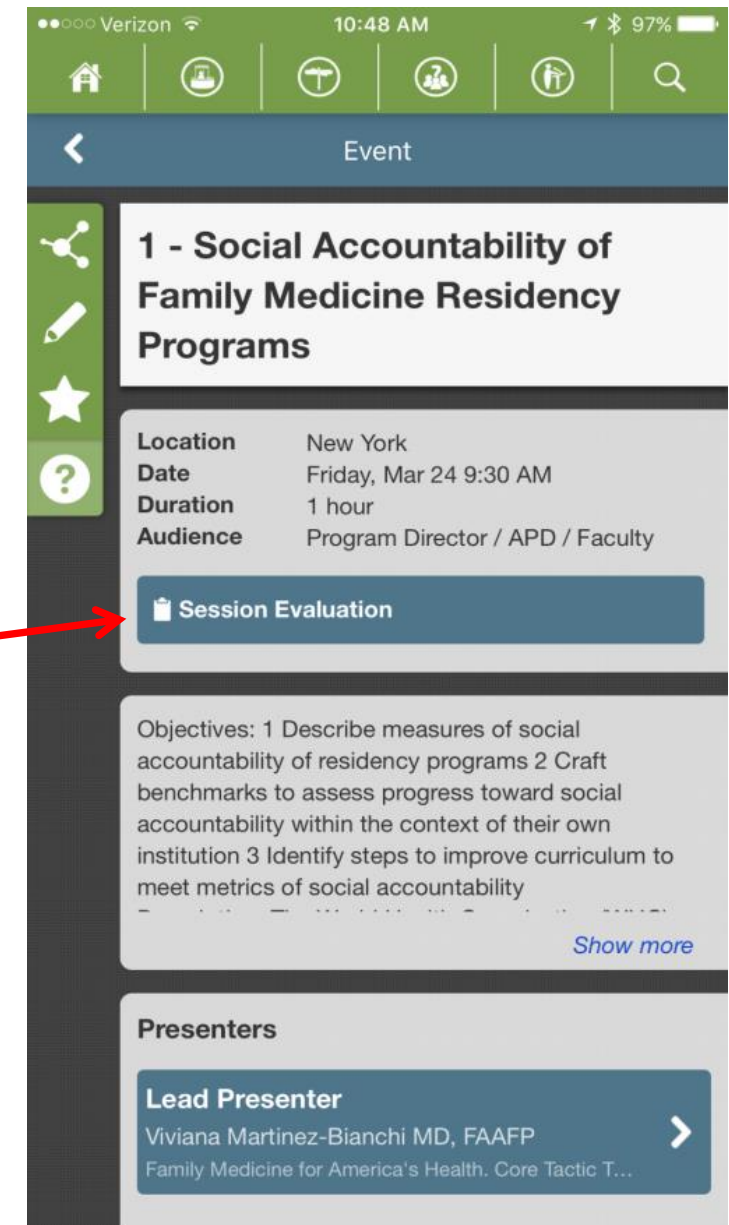 Verizon 10:48 AM 97%
Event
1 - Social Accountability of
Family Medicine Residency
Programs
Location New York
Date Friday, Mar 24 9:30 AM
Duration 1 hour
Audience Program Director / APD / Faculty
Session Evaluation
Objectives: 1 Describe measures of social
accountability of residency programs 2 Craft
benchmarks to assess progress toward social
accountability within the context of their own
institution 3 Identify steps to improve curriculum to
meet metrics of social accountability
Show more
Presenters
Lead Presenter
Viviana Martinez-Bianchi MD, FAAFP
Family Medicine for America's Health. Core Tactic T...